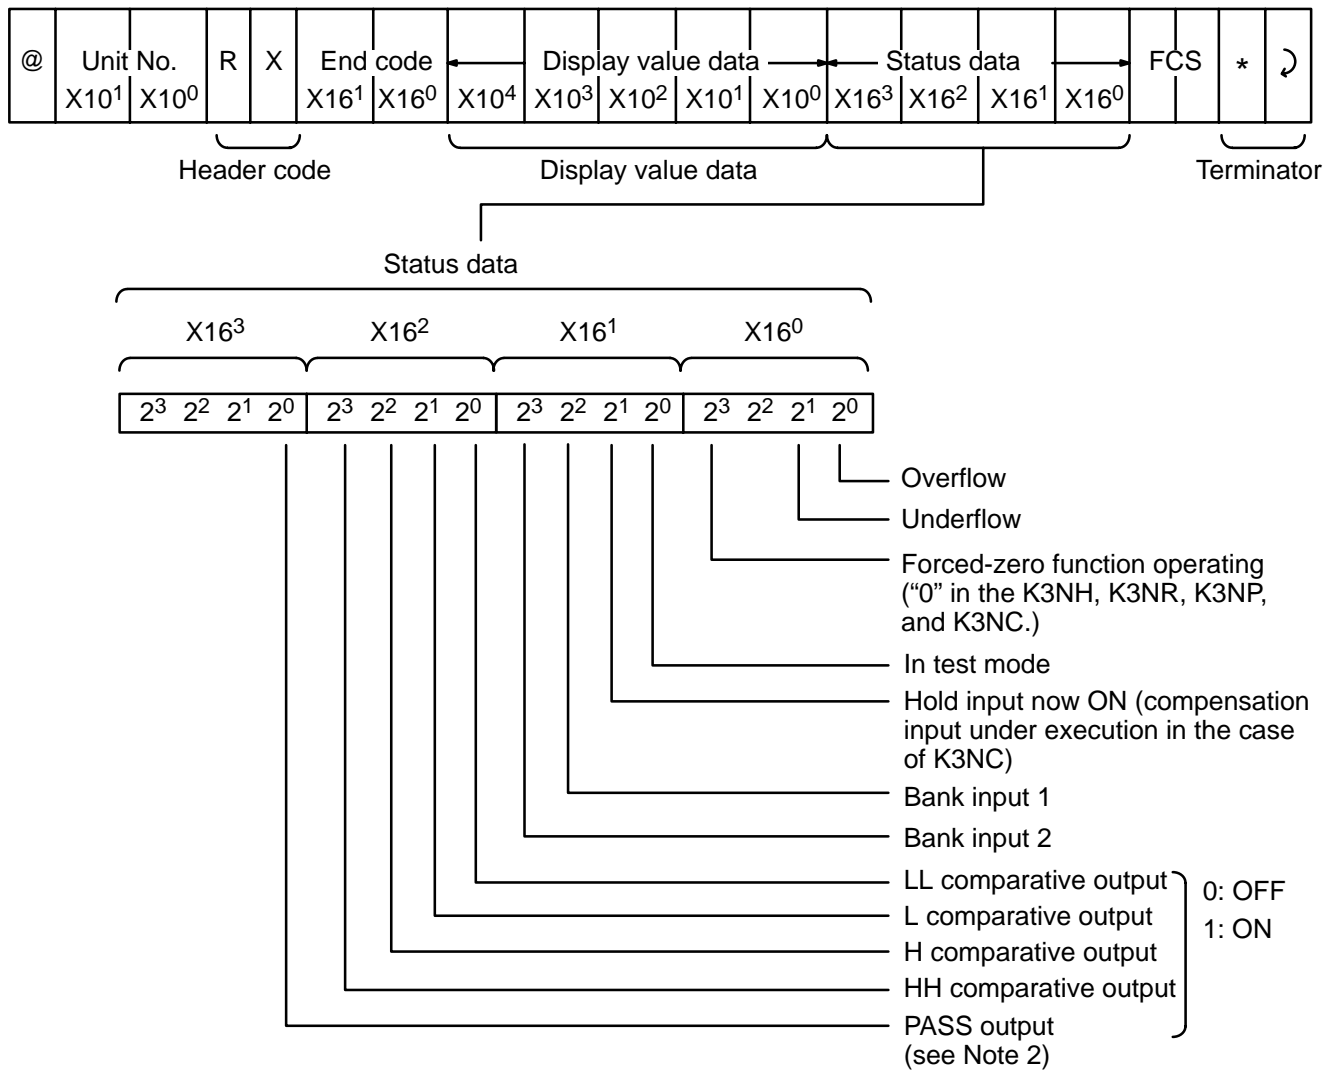 @ Unit No. R X End code Display value data Status data FCS * 
X10¹ X10⁰ X16¹ X16⁰ X10⁴ X10³ X10² X10¹ X10⁰ X16³ X16² X16¹ X16⁰
Header code Display value data Terminator
Status data
X16³ X16² X16¹ X16⁰
2³ 2² 2¹ 2⁰ 2³ 2² 2¹ 2⁰ 2³ 2² 2¹ 2⁰ 2³ 2² 2¹ 2⁰
Overflow
Underflow
Forced-zero function operating
(“0” in the K3NH, K3NR, K3NP,
and K3NC.)
In test mode
Hold input now ON (compensation
input under execution in the case
of K3NC)
Bank input 1
Bank input 2
LL comparative output
0: OFF
L comparative output
1: ON
H comparative output
HH comparative output
PASS output
(see Note 2)